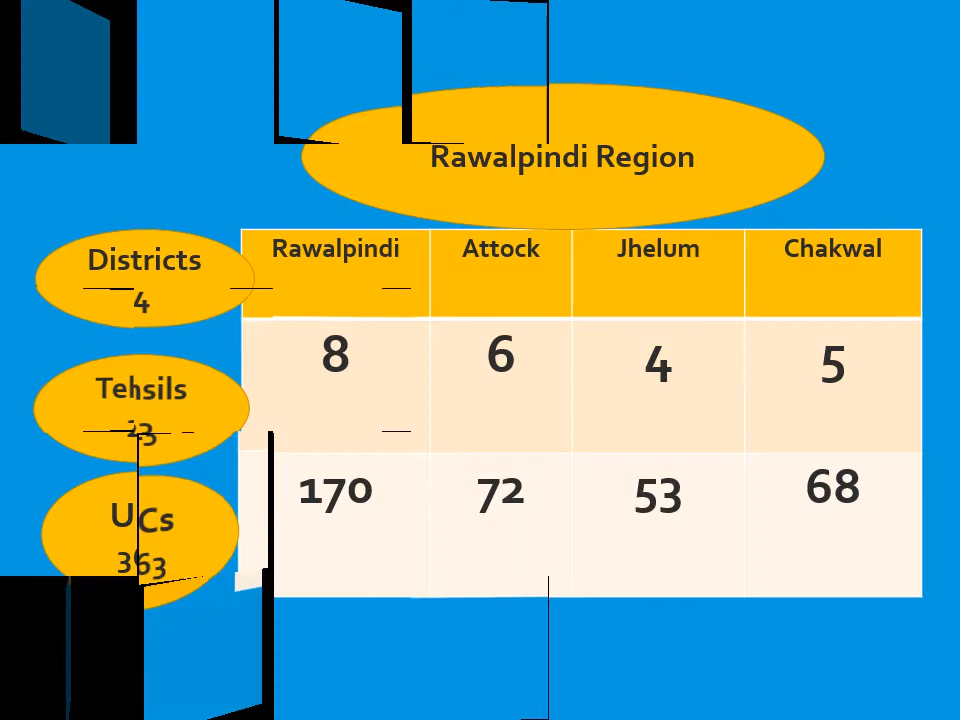 Rawalpindi Region
Districts
4
Rawalpindi Attock Jhelum Chakwal
Tehsils
23
8 6 4 5
UCs
363
170 72 53 68